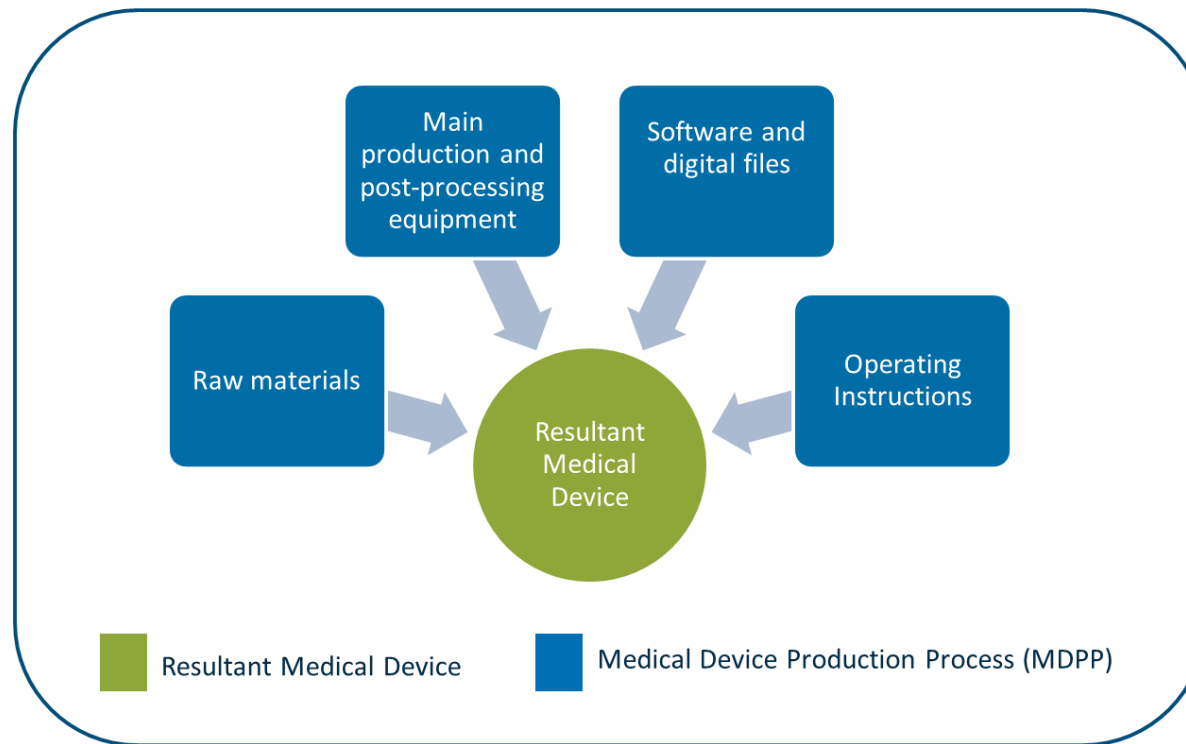 Main
production and
post-processing
equipment
Software and
digital files
Raw materials
Operating
Instructions
Resultant
Medical
Device
Resultant Medical Device
Medical Device Production Process (MDPP)